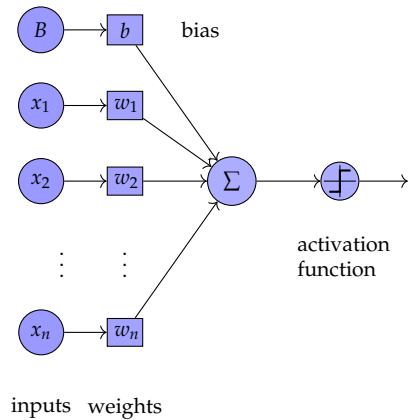 B b bias
x₁ w₁
x₂ w₂ Σ
⋮ ⋮
activation
function
xₙ wₙ
inputs weights